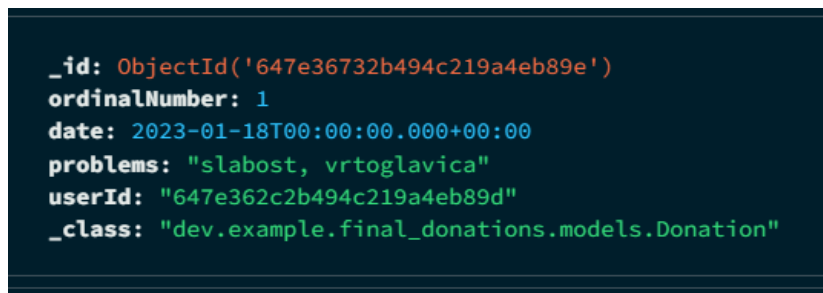 _id: ObjectId('647e36732b494c219a4eb89e')
ordinalNumber: 1
date: 2023-01-18T00:00:00.000+00:00
problems: "slabost, vrtoglavica"
userId: "647e362c2b494c219a4eb89d"
_class: "dev.example.final_donations.models.Donation"